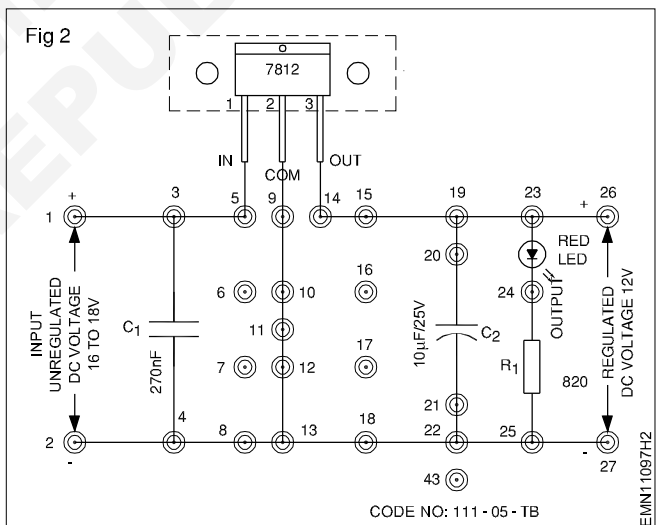 Fig 2
7812
1 2 3
IN
COM
OUT
1
+
3
5
9
14
15
19
23
+
26
20
RED
LED
6
10
16
24
INPUT
UNREGULATED
DC VOLTAGE
16 TO 18V
C1
270nF
11
10µF/25V
C2
OUTPUT
REGULATED
DC VOLTAGE 12V
7
12
17
R1
820
21
4
2
-
8
13
18
22
25
-
27
43
CODE NO: 111 - 05 - TB
EMN11097H2
REPUB